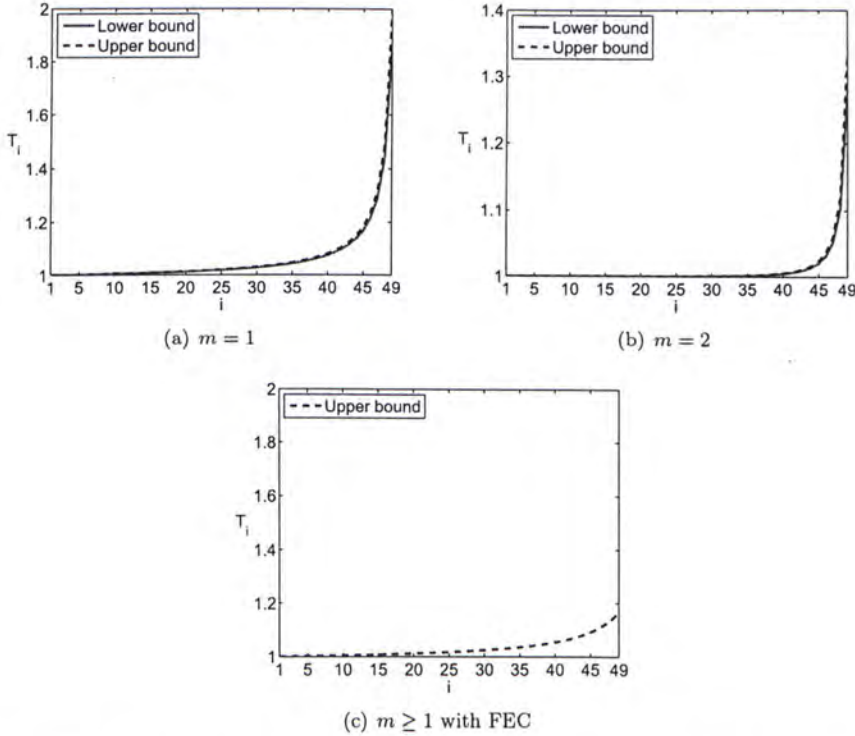 2
Lower bound
Upper bound
1.8
1.6
T_i
1.4
1.2
1
1 5 10 15 20 25 30 35 40 45 49
i
(a) m = 1
1.4
Lower bound
Upper bound
1.3
T_i
1.2
1.1
1
1 5 10 15 20 25 30 35 40 45 49
i
(b) m = 2
2
Upper bound
1.8
1.6
T_i
1.4
1.2
1
1 5 10 15 20 25 30 35 40 45 49
i
(c) m ≥ 1 with FEC